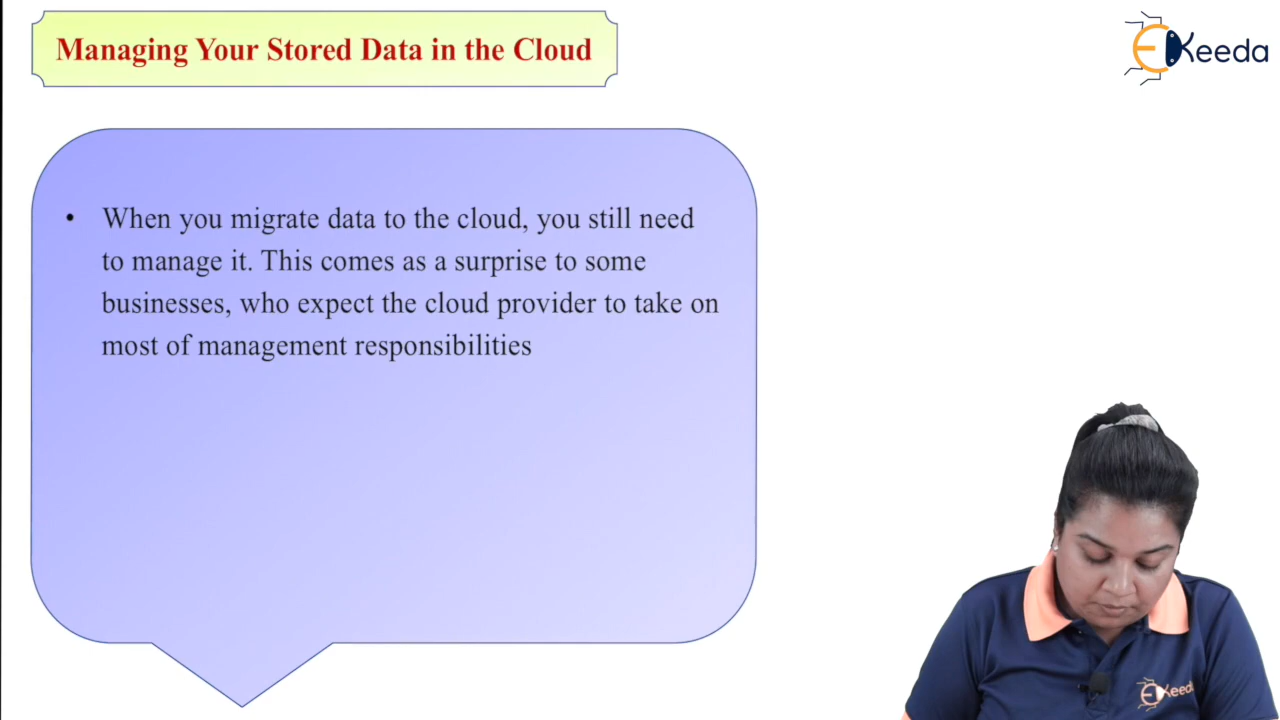 Managing Your Stored Data in the Cloud
EKeeda
• When you migrate data to the cloud, you still need
to manage it. This comes as a surprise to some
businesses, who expect the cloud provider to take on
most of management responsibilities
EKeeda